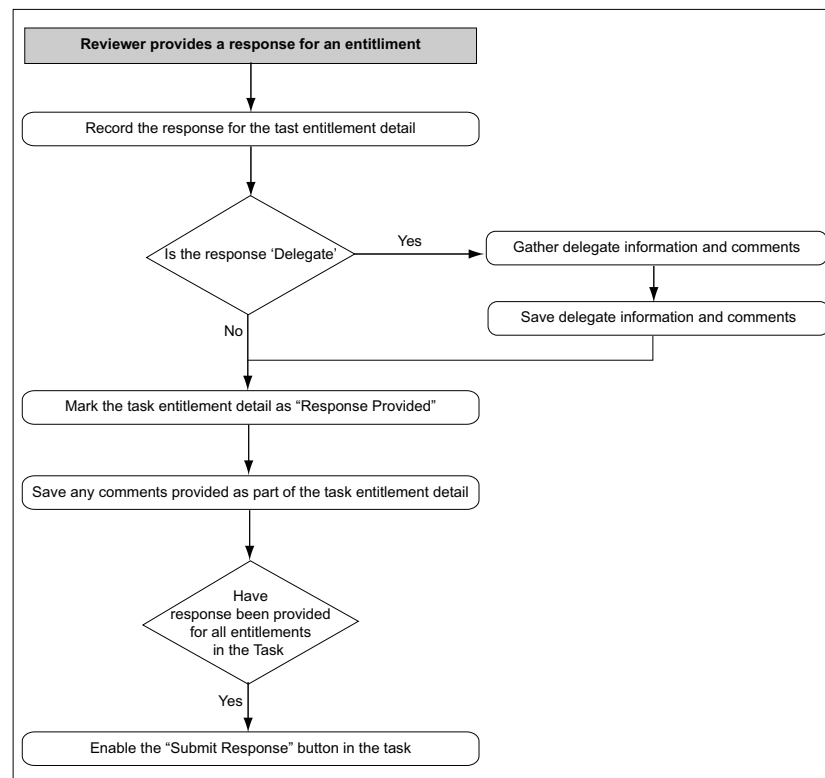 Reviewer provides a response for an entitliment
Record the response for the tast entitlement detail
Is the response ‘Delegate’
Yes
Gather delegate information and comments
Save delegate information and comments
No
Mark the task entitlement detail as “Response Provided”
Save any comments provided as part of the task entitlement detail
Have
response been provided
for all entitlements
in the Task
Yes
Enable the “Submit Response” button in the task